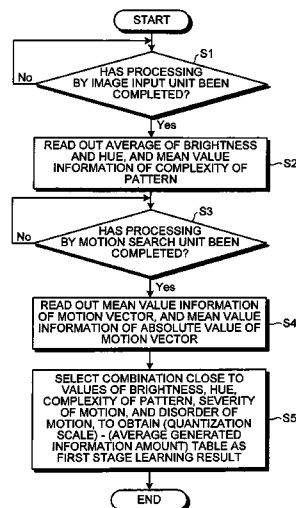 START
S1
HAS PROCESSING
BY IMAGE INPUT UNIT BEEN
COMPLETED?
No
Yes
READ OUT AVERAGE OF BRIGHTNESS
AND HUE, AND MEAN VALUE
INFORMATION OF COMPLEXITY OF
PATTERN
S2
S3
HAS PROCESSING
BY MOTION SEARCH UNIT BEEN
COMPLETED?
No
Yes
READ OUT MEAN VALUE INFORMATION
OF MOTION VECTOR, AND MEAN VALUE
INFORMATION OF ABSOLUTE VALUE OF
MOTION VECTOR
S4
SELECT COMBINATION CLOSE TO
VALUES OF BRIGHTNESS, HUE,
COMPLEXITY OF PATTERN, SEVERITY
OF MOTION, AND DISORDER OF
MOTION, TO OBTAIN (QUANTIZATION
SCALE) - (AVERAGE GENERATED
INFORMATION AMOUNT) TABLE AS
FIRST STAGE LEARNING RESULT
S5
END